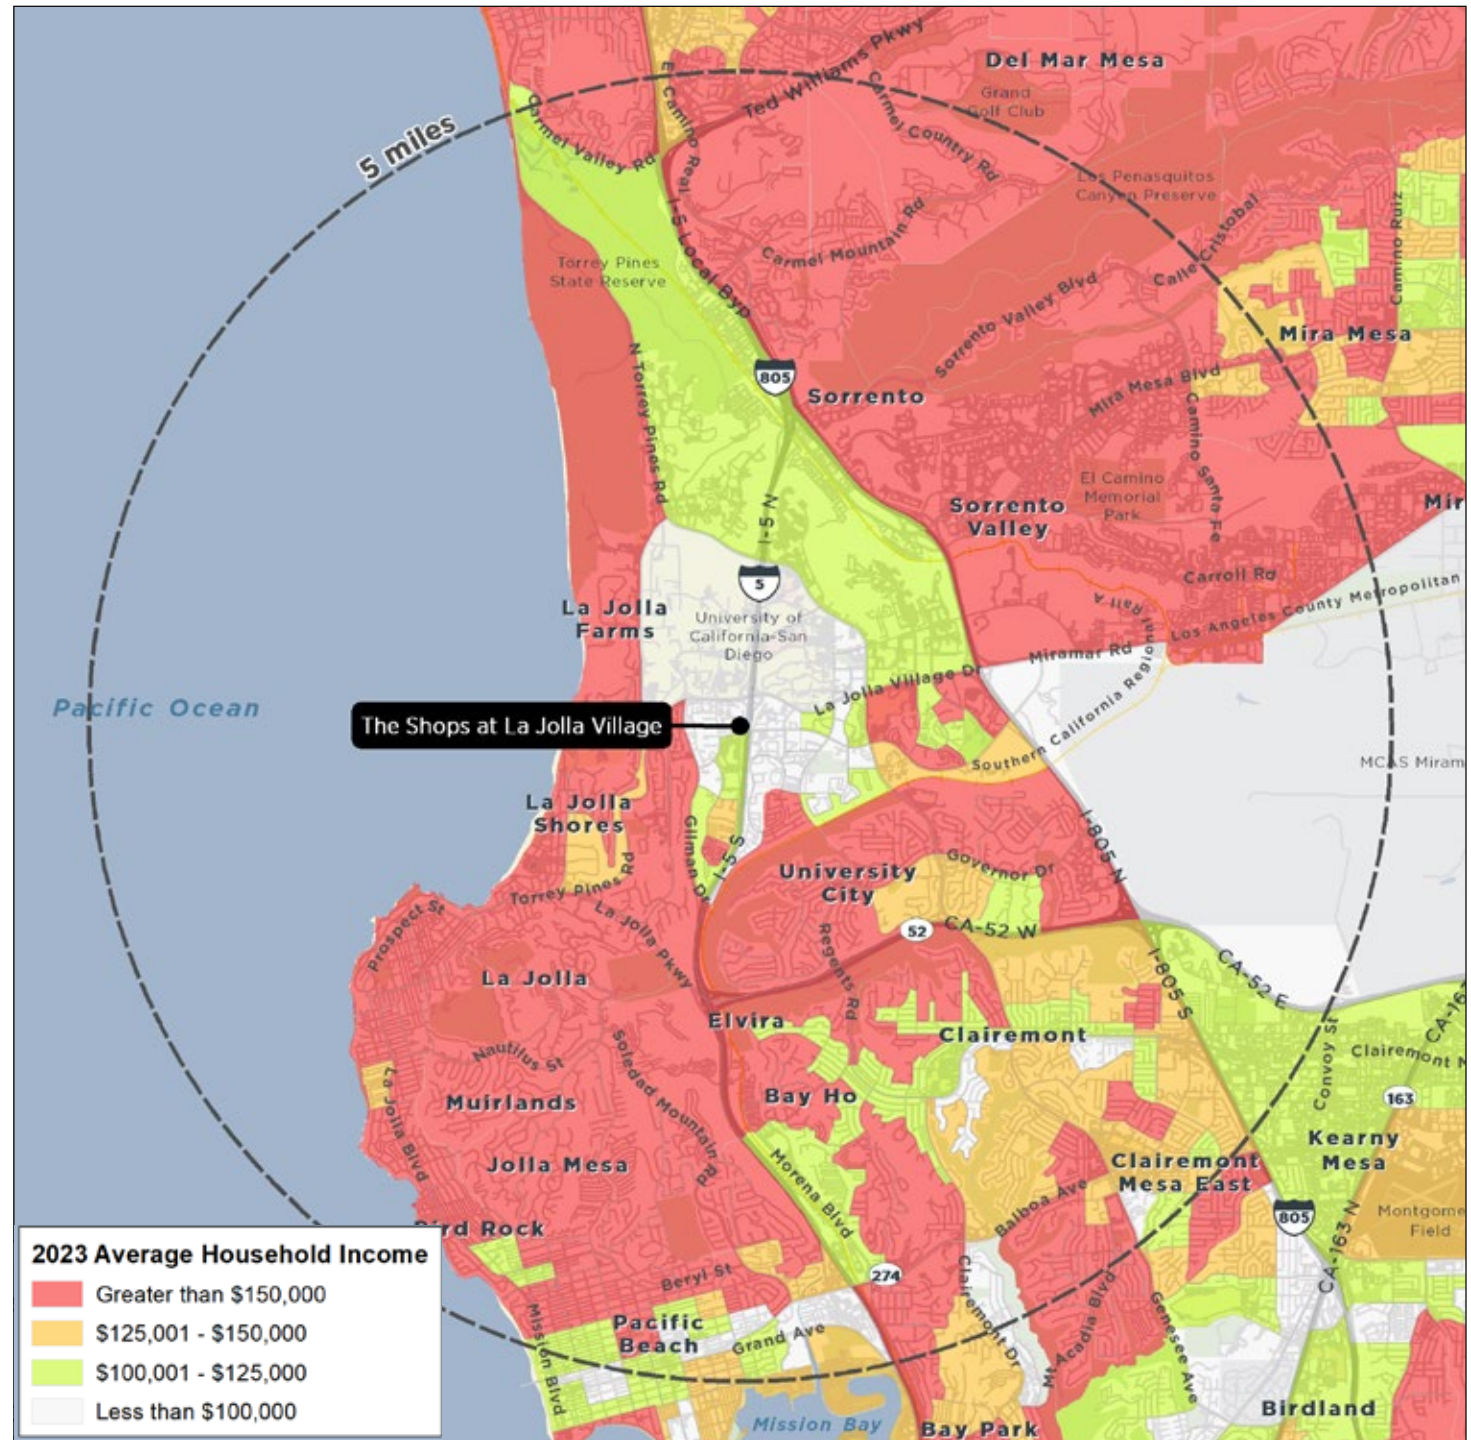 Del Mar Mesa
Ted Williams Pkwy
Grand
Golf Club
E Camino Real
Carmel Country Rd
5 miles
Carmel Valley Rd
Los Penasquitos
Canyon Preserve
Camino Ruiz
I-5 Local Byp
Carmel Mountain Rd
Calle Cristobal
Torrey Pines
State Reserve
Sorrento Valley Blvd
Mira Mesa
N Torrey Pines Rd
805
Sorrento
Mira Mesa Blvd
Camino Santa Fe
El Camino
Memorial
Park
Sorrento
Valley
Mir
I-5 N
5
Carroll Rd
Los Angeles County Metropolitan
La Jolla
Farms
University of
California-San
Diego
Miramar Rd
Southern California Regional Rail A
La Jolla Village Dr
Pacific Ocean
The Shops at La Jolla Village
MCAS Miram
La Jolla
Shores
Gilman Dr
I-5 S
I-805 N
University
City
Governor Dr
Torrey Pines Rd
Prospect St
La Jolla Pkwy
52
CA-52 W
Regents Rd
I-805 S
CA-52 E
La Jolla
Elvira
Clairemont
CA-163
Convoy St
Clairemont M
Nautilus St
Soledad Mountain Rd
La Jolla Blvd
Muirlands
Bay Ho
163
Kearny
Mesa
Jolla Mesa
Morena Blvd
Clairemont
Mesa East
Balboa Ave
805
Montgome
Field
CA-163 N
Bird Rock
Beryl St
274
Clairemont Dr
Mt Acadia Blvd
Genesee Ave
Mission Blvd
Pacific
Beach
Grand Ave
Mission Bay
Bay Park
Birdland
2023 Average Household Income
Greater than $150,000
$125,001 - $150,000
$100,001 - $125,000
Less than $100,000